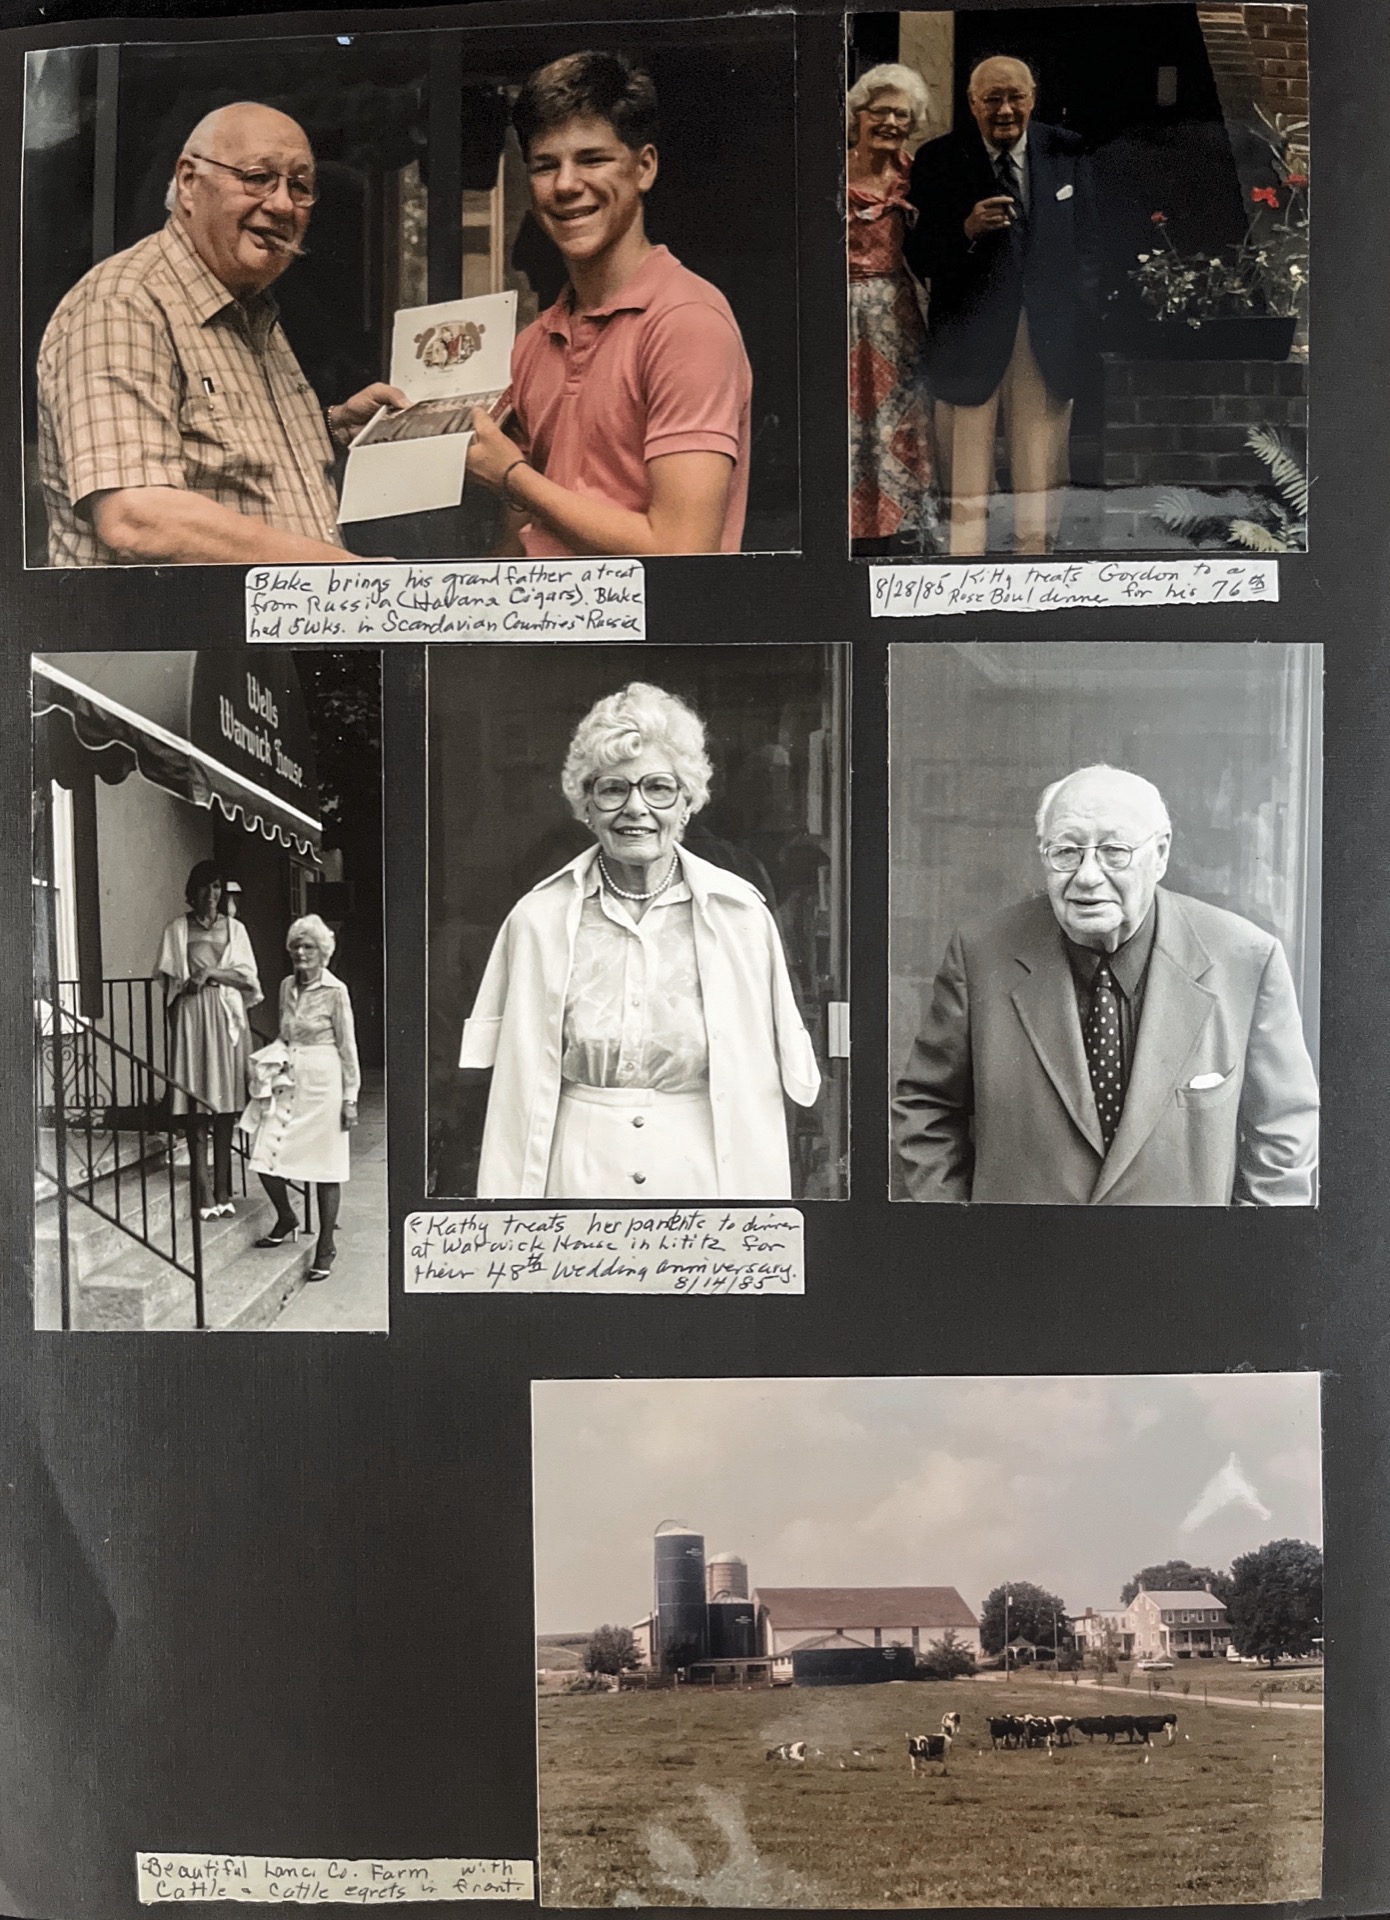 Blake brings his grandfather a treat
from Russia (Havana Cigars). Blake
had 5 wks. in Scandavian Countries + Russia
8/28/85 Kitty treats Gordon to a
Rose Bowl dinner for his 76th
Wells
Warwick House
← Kathy treats her parents to dinner
at Warwick House in Lititz for
their 48th Wedding anniversary.
8/14/85
Beautiful Lanc. Co. Farm with
Cattle & Cattle egrets in front.